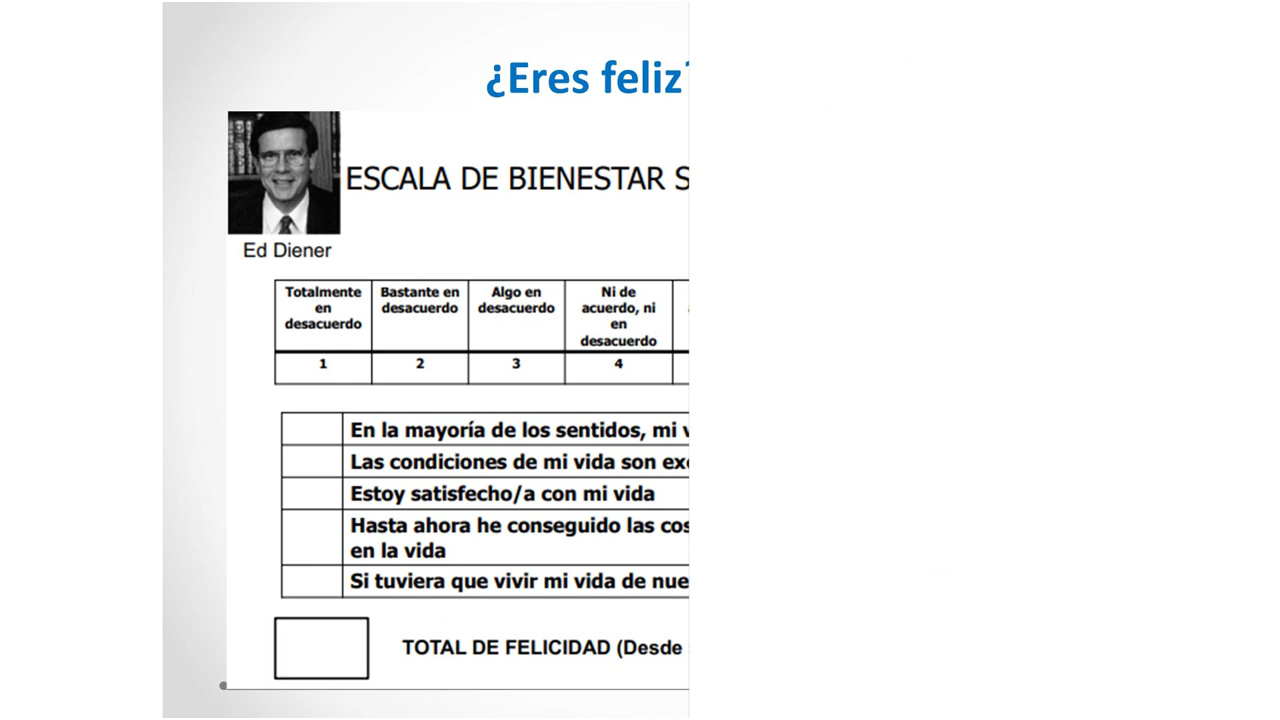 ¿Eres feliz?
ESCALA DE BIENESTAR S
Ed Diener
Totalmente en desacuerdo
Bastante en desacuerdo
Algo en desacuerdo
Ni de acuerdo, ni en desacuerdo
1 2 3 4
En la mayoría de los sentidos, mi
Las condiciones de mi vida son
Estoy satisfecho/a con mi vida
Hasta ahora he conseguido las
en la vida
Si tuviera que vivir mi vida de
TOTAL DE FELICIDAD (Desde